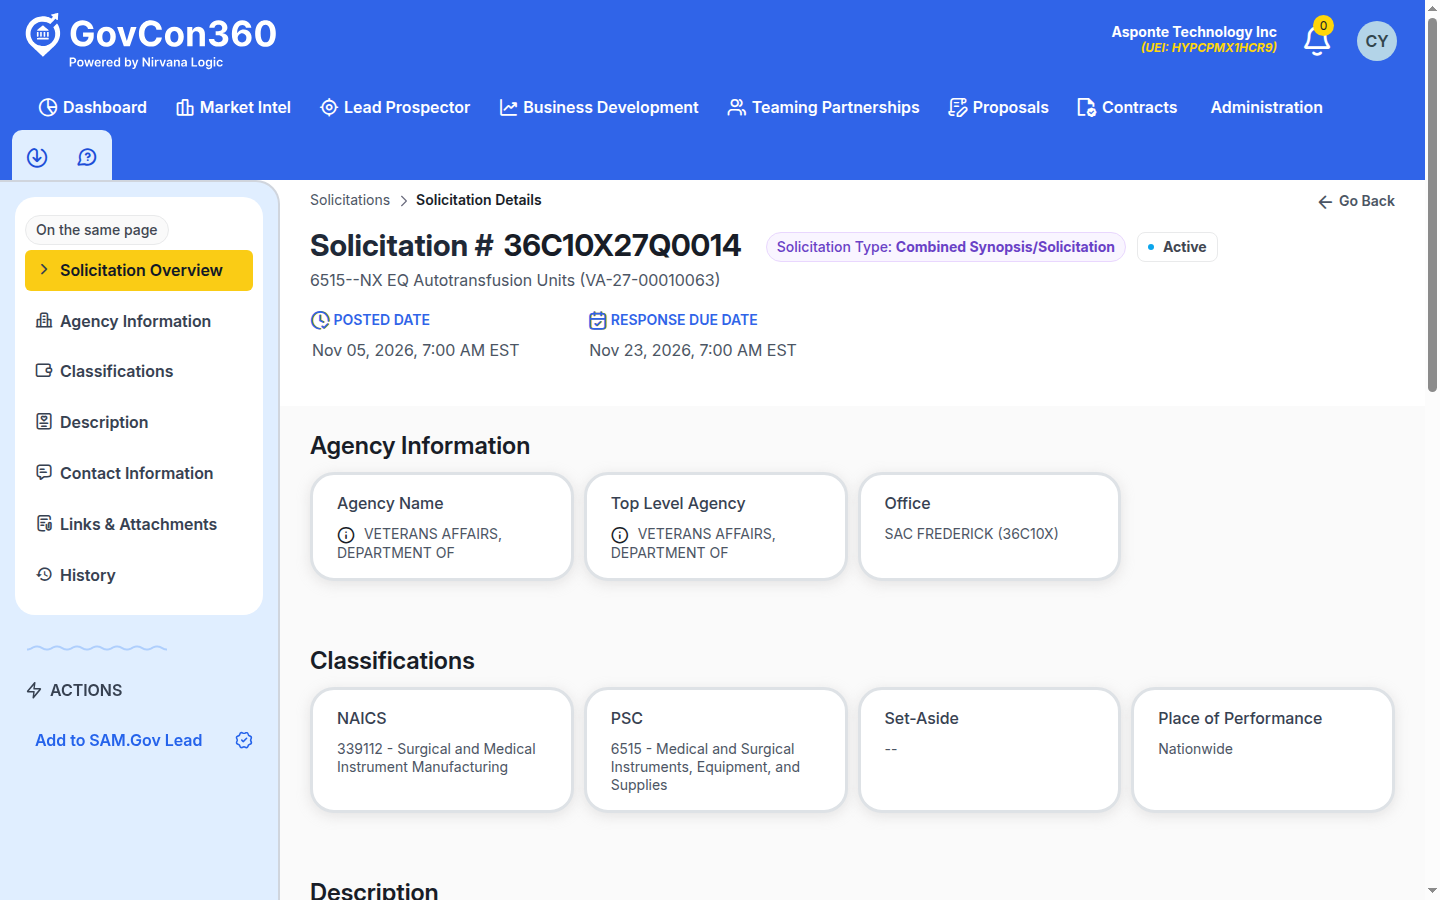 GovCon360
Powered by Nirvana Logic
Asponte Technology Inc
(UEI: HYPCPMX1HCR9)
0
CY
Dashboard
Market Intel
Lead Prospector
Business Development
Teaming Partnerships
Proposals
Contracts
Administration
On the same page
Solicitation Overview
Agency Information
Classifications
Description
Contact Information
Links & Attachments
History
ACTIONS
Add to SAM.Gov Lead
Solicitations > Solicitation Details
Go Back
Solicitation # 36C10X27Q0014
Solicitation Type: Combined Synopsis/Solicitation
Active
6515--NX EQ Autotransfusion Units (VA-27-00010063)
POSTED DATE
Nov 05, 2026, 7:00 AM EST
RESPONSE DUE DATE
Nov 23, 2026, 7:00 AM EST
Agency Information
Agency Name
VETERANS AFFAIRS,
DEPARTMENT OF
Top Level Agency
VETERANS AFFAIRS,
DEPARTMENT OF
Office
SAC FREDERICK (36C10X)
Classifications
NAICS
339112 - Surgical and Medical
Instrument Manufacturing
PSC
6515 - Medical and Surgical
Instruments, Equipment, and
Supplies
Set-Aside
--
Place of Performance
Nationwide
Description